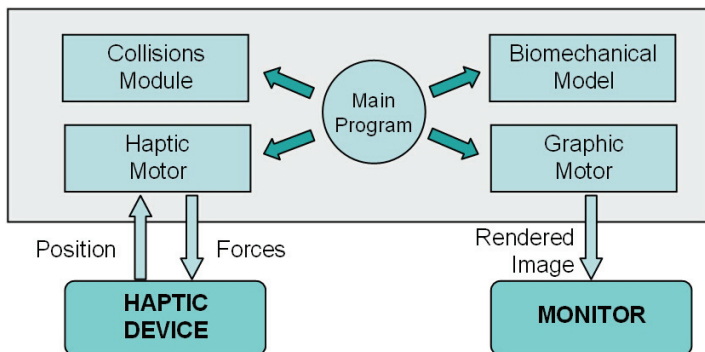 Collisions
Module
Main
Program
Biomechanical
Model
Haptic
Motor
Graphic
Motor
Position
Forces
Rendered
Image
HAPTIC
DEVICE
MONITOR